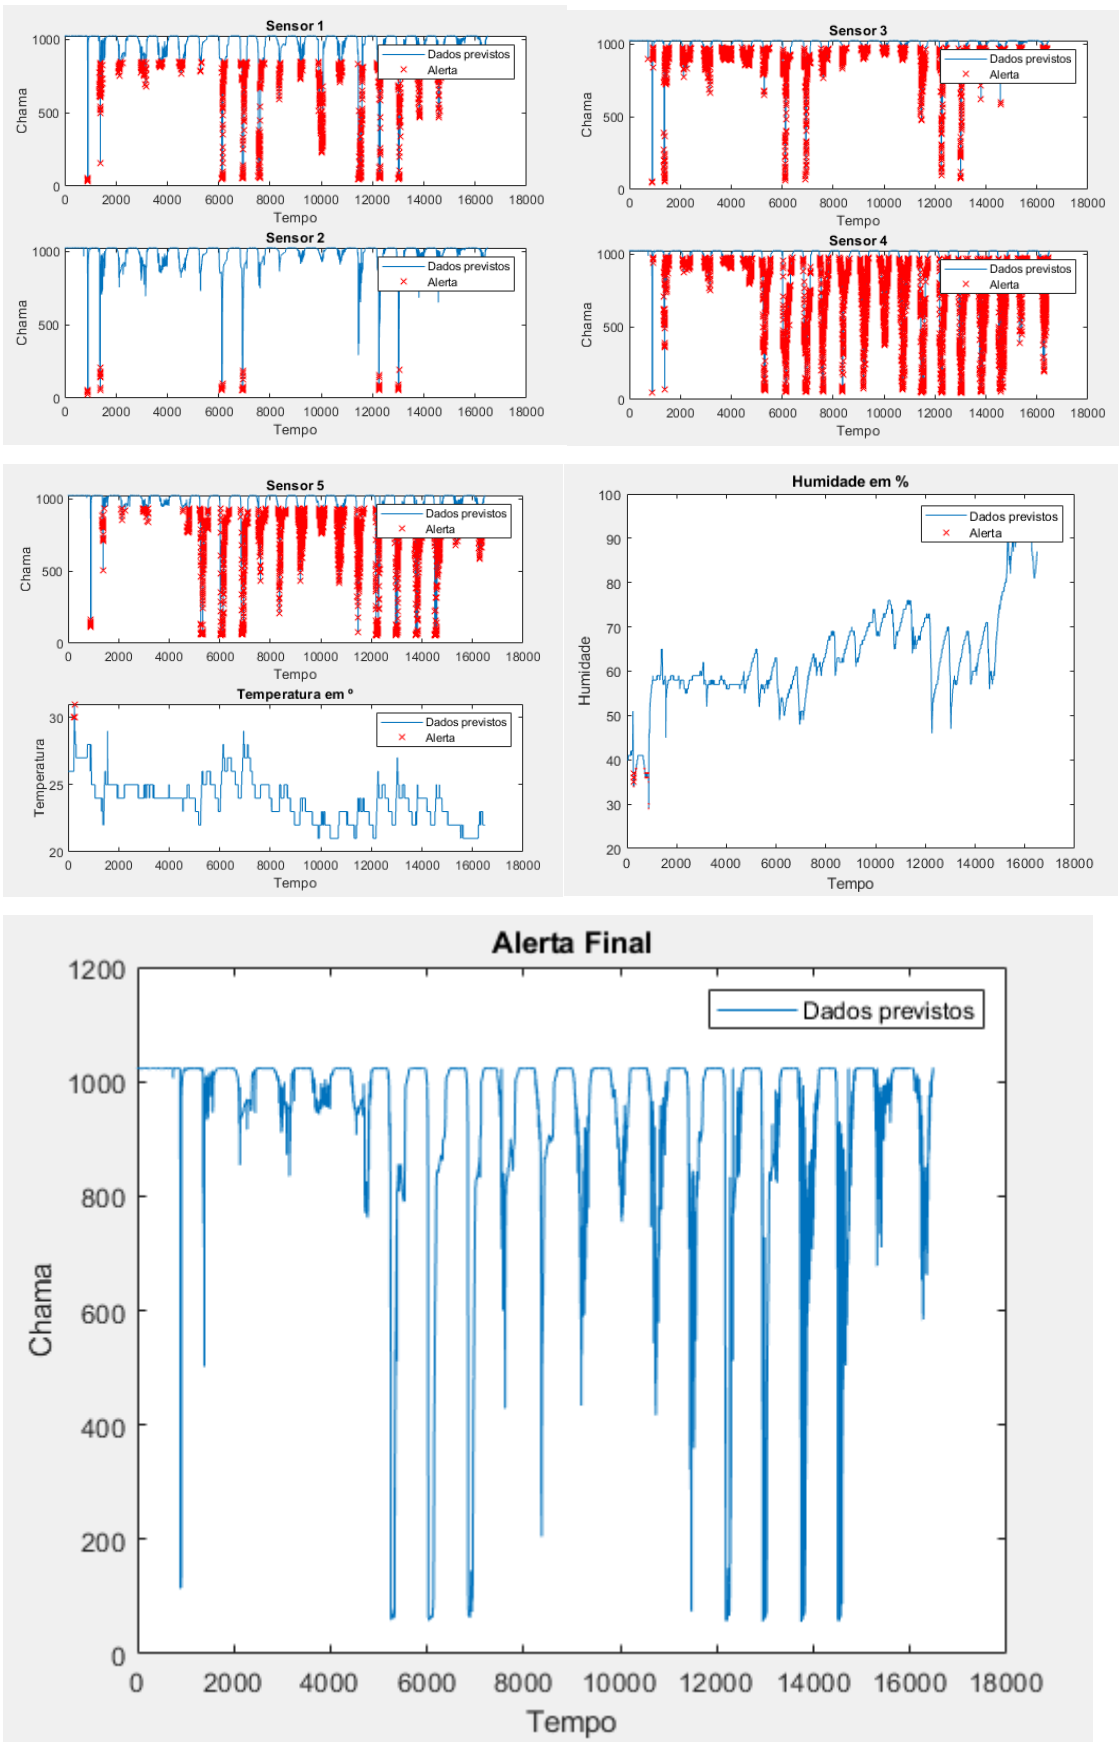 Sensor 1
1000
500
0
Chama
Dados previstos
Alerta
0 2000 4000 6000 8000 10000 12000 14000 16000 18000
Tempo
Sensor 3
1000
500
0
Chama
Dados previstos
Alerta
0 2000 4000 6000 8000 10000 12000 14000 16000 18000
Tempo
Sensor 2
1000
500
0
Chama
Dados previstos
Alerta
0 2000 4000 6000 8000 10000 12000 14000 16000 18000
Tempo
Sensor 4
1000
500
0
Chama
Dados previstos
Alerta
0 2000 4000 6000 8000 10000 12000 14000 16000 18000
Tempo
Sensor 5
1000
500
0
Chama
Dados previstos
Alerta
0 2000 4000 6000 8000 10000 12000 14000 16000 18000
Tempo
Temperatura em º
30
25
20
Temperatura
Dados previstos
Alerta
0 2000 4000 6000 8000 10000 12000 14000 16000 18000
Tempo
Humidade em %
100
90
80
70
60
50
40
30
20
Humidade
Dados previstos
Alerta
0 2000 4000 6000 8000 10000 12000 14000 16000 18000
Tempo
Alerta Final
1200
1000
800
600
400
200
0
Chama
Dados previstos
0 2000 4000 6000 8000 10000 12000 14000 16000 18000
Tempo